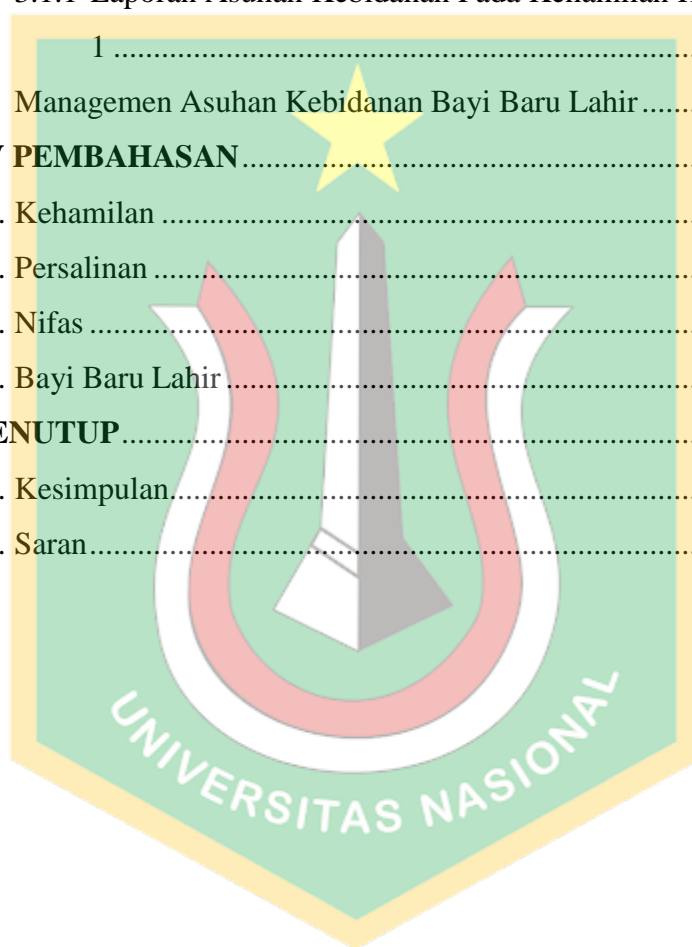 3.1.1 Laporan Asuhan Kebidanan Pada Kehamilan
1 ................................................................
Managemen Asuhan Kebidanan Bayi Baru Lahir ......
PEMBAHASAN ................................................
. Kehamilan ................................................................
. Persalinan ................................................................
. Nifas ................................................................
. Bayi Baru Lahir ......................................................
ENUTUP ................................................................
. Kesimpulan ............................................................
. Saran ................................................................
UNIVERSITAS NASIONAL